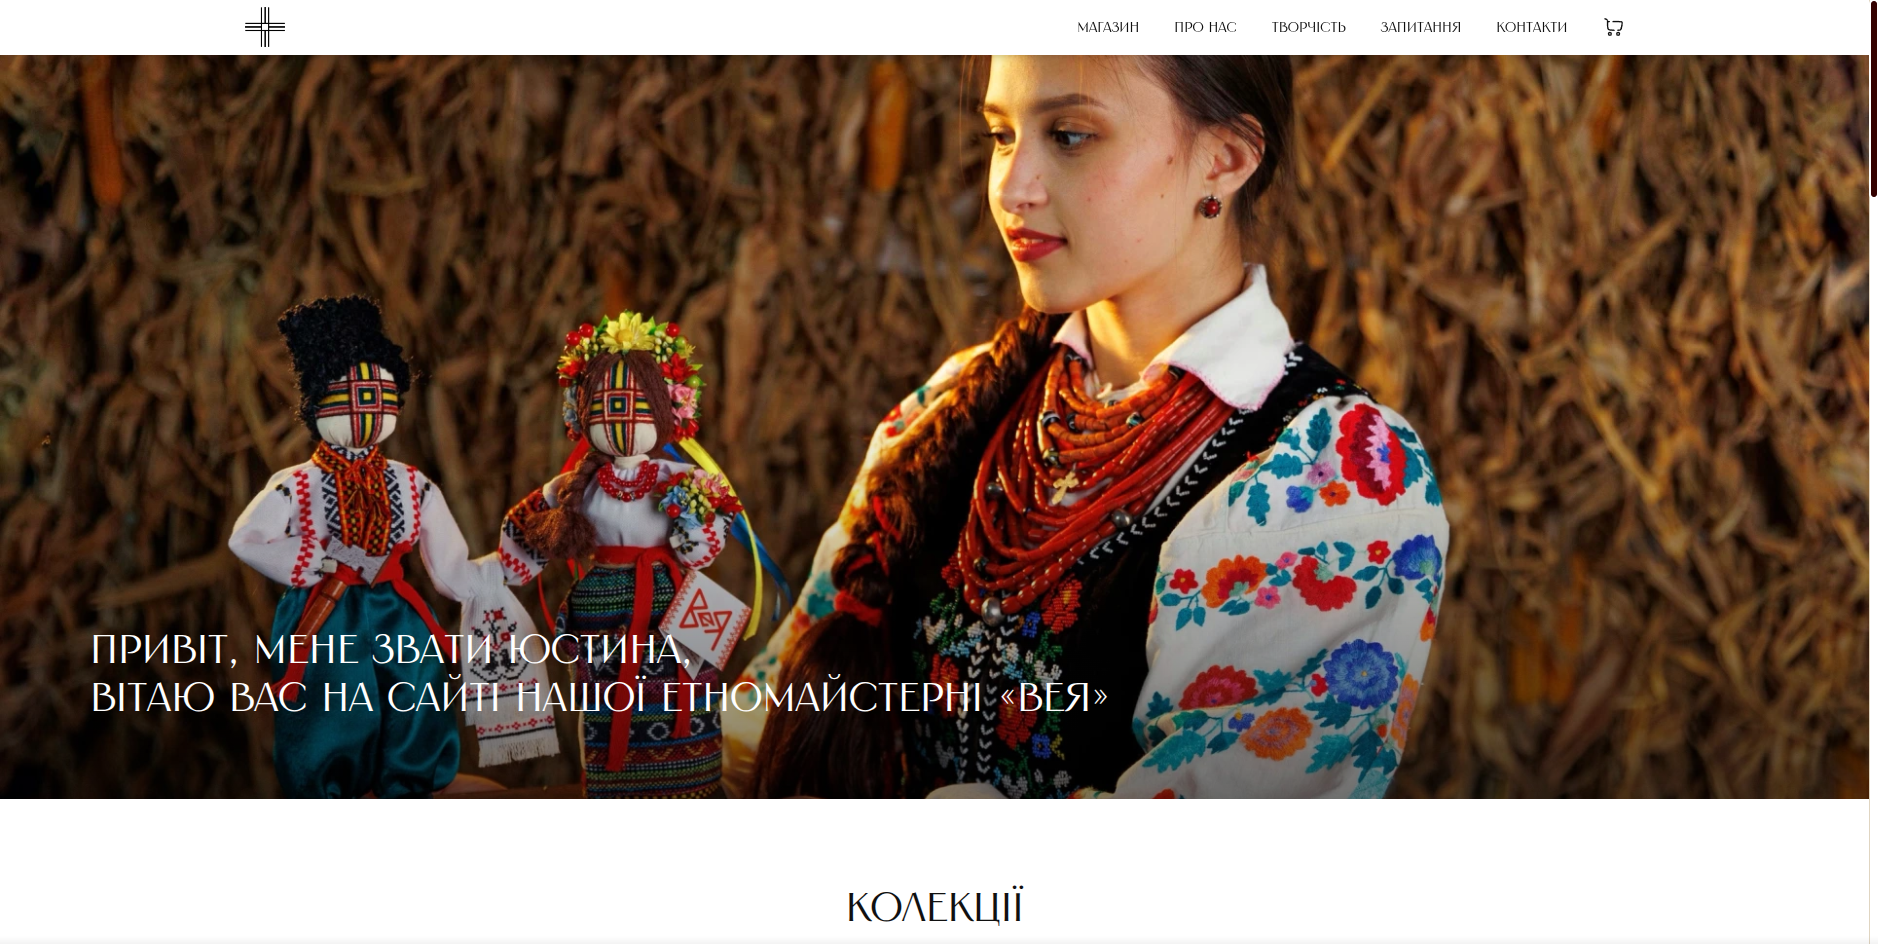 МАГАЗИН ПРО НАС ТВОРЧІСТЬ ЗАПИТАННЯ КОНТАКТИ
ПРИВІТ, МЕНЕ ЗВАТИ ЮСТИНА,
ВІТАЮ ВАС НА САЙТІ НАШОЇ ЕТНОМАЙСТЕРНІ «ВЕЯ»
КОЛЕКЦІЇ